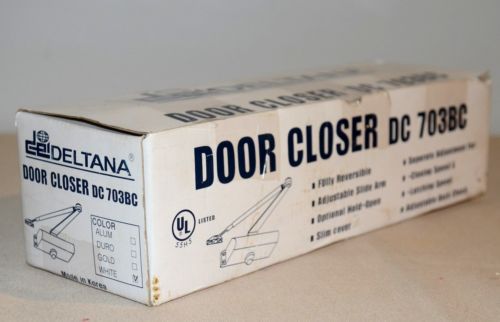 DELTANA
DOOR CLOSER DC 703BC
COLOR
ALUM
DURO
GOLD
WHITE
Made in Korea
DOOR CLOSER DC 703BC
UL
LISTED
55H5
• Fully Reversible
• Adjustable Slide Arm
• Optional Hold-Open
• Slim cover
• Separate Adjustment For
-Closing Speed &
-Latching Speed
• Adjustable Back Check